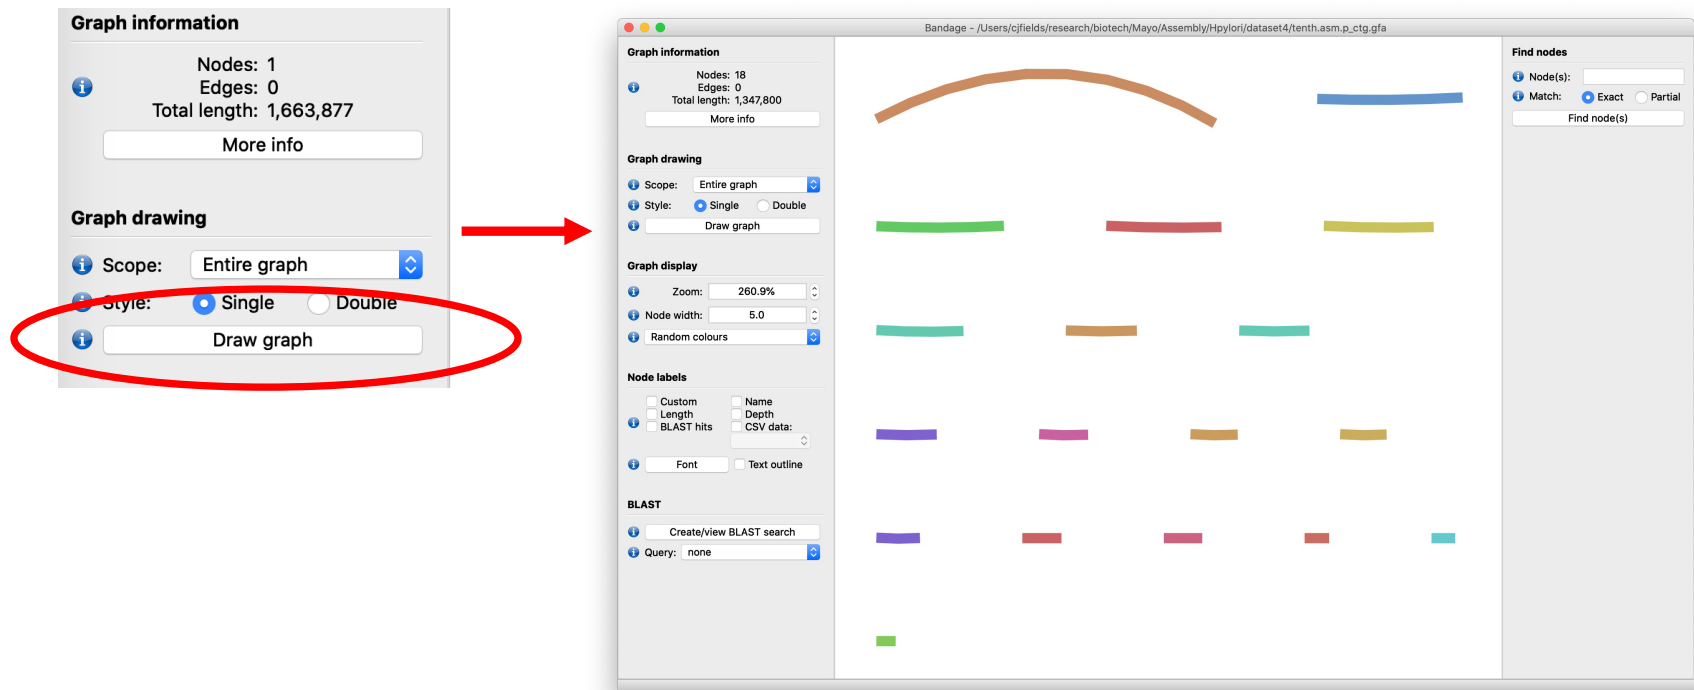 Graph information
Nodes: 1
Edges: 0
Total length: 1,663,877
More info
Graph drawing
Scope: Entire graph
Style: Single Double
Draw graph
Bandage - /Users/cjfields/research/biotech/Mayo/Assembly/Hpylori/dataset4/tenth.asm.p_ctg.gfa
Graph information
Nodes: 18
Edges: 0
Total length: 1,347,800
More info
Graph drawing
Scope: Entire graph
Style: Single Double
Draw graph
Graph display
Zoom: 260.9%
Node width: 5.0
Random colours
Node labels
Custom Name
Length Depth
BLAST hits CSV data:
Font Text outline
BLAST
Create/view BLAST search
Query: none
Find nodes
Node(s):
Match: Exact Partial
Find node(s)